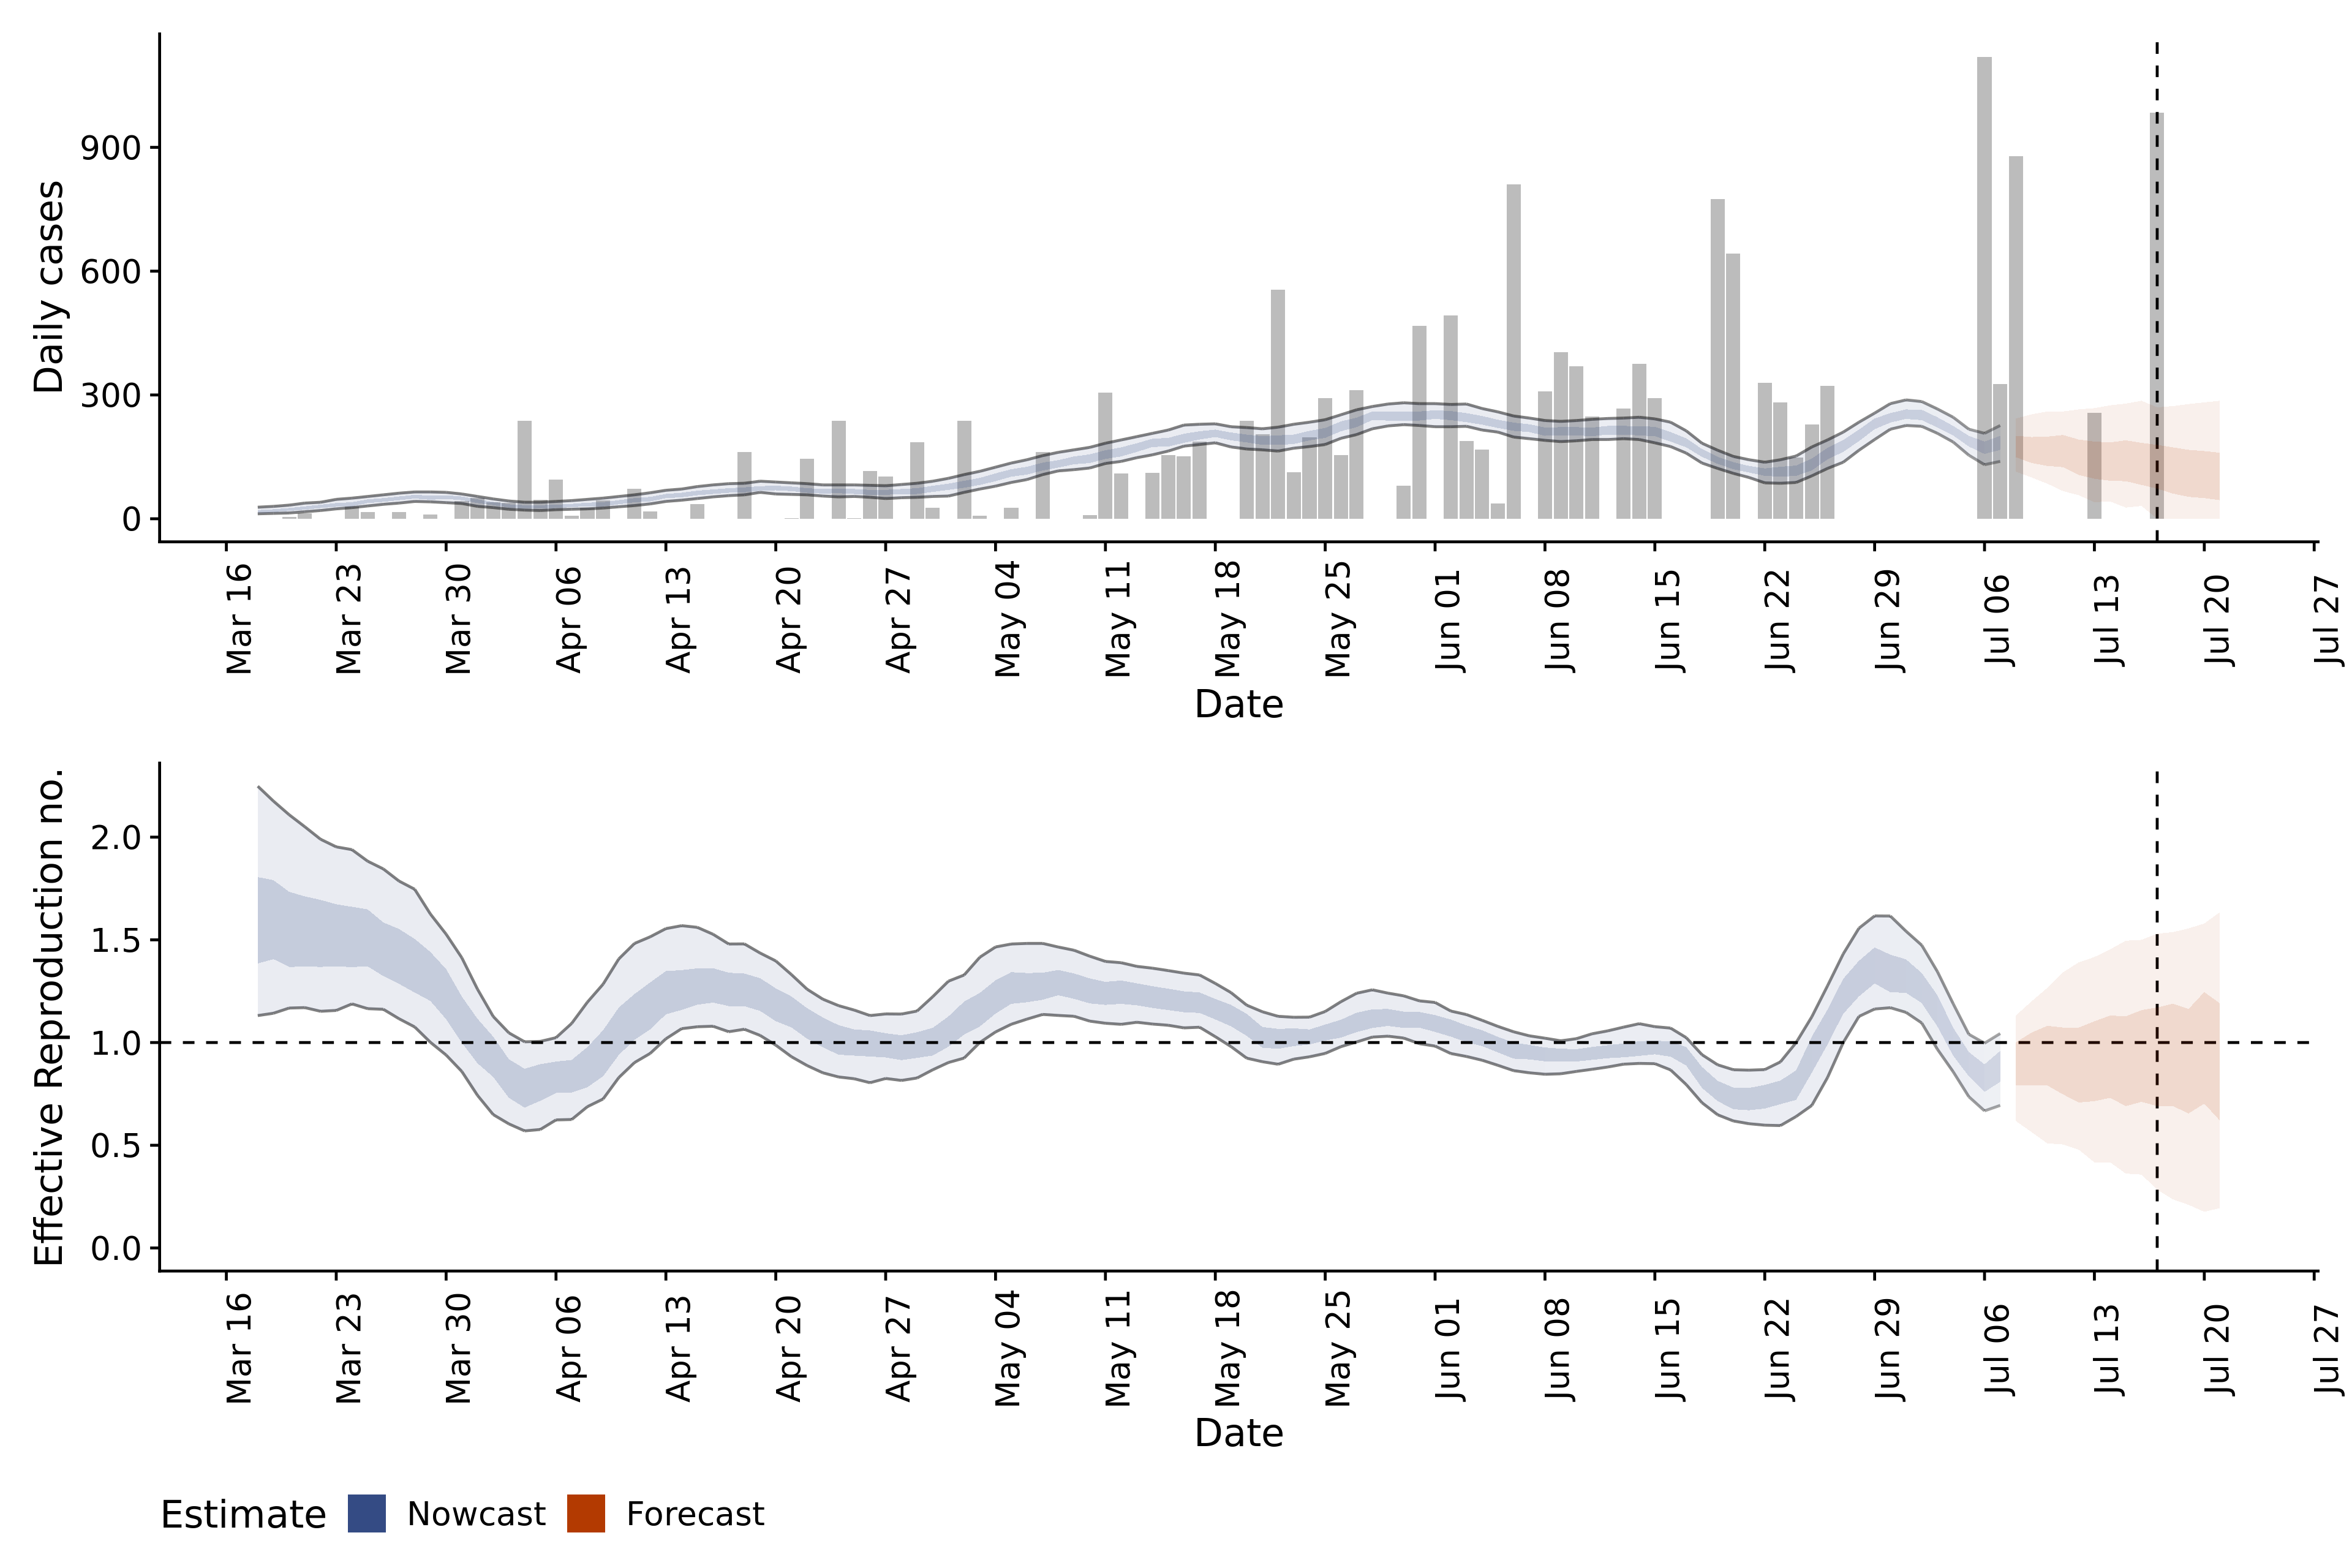 Daily cases
900
600
300
0
Mar 16
Mar 23
Mar 30
Apr 06
Apr 13
Apr 20
Apr 27
May 04
May 11
May 18
May 25
Jun 01
Jun 08
Jun 15
Jun 22
Jun 29
Jul 06
Jul 13
Jul 20
Jul 27
Date
Effective Reproduction no.
2.0
1.5
1.0
0.5
0.0
Mar 16
Mar 23
Mar 30
Apr 06
Apr 13
Apr 20
Apr 27
May 04
May 11
May 18
May 25
Jun 01
Jun 08
Jun 15
Jun 22
Jun 29
Jul 06
Jul 13
Jul 20
Jul 27
Date
Estimate Nowcast Forecast